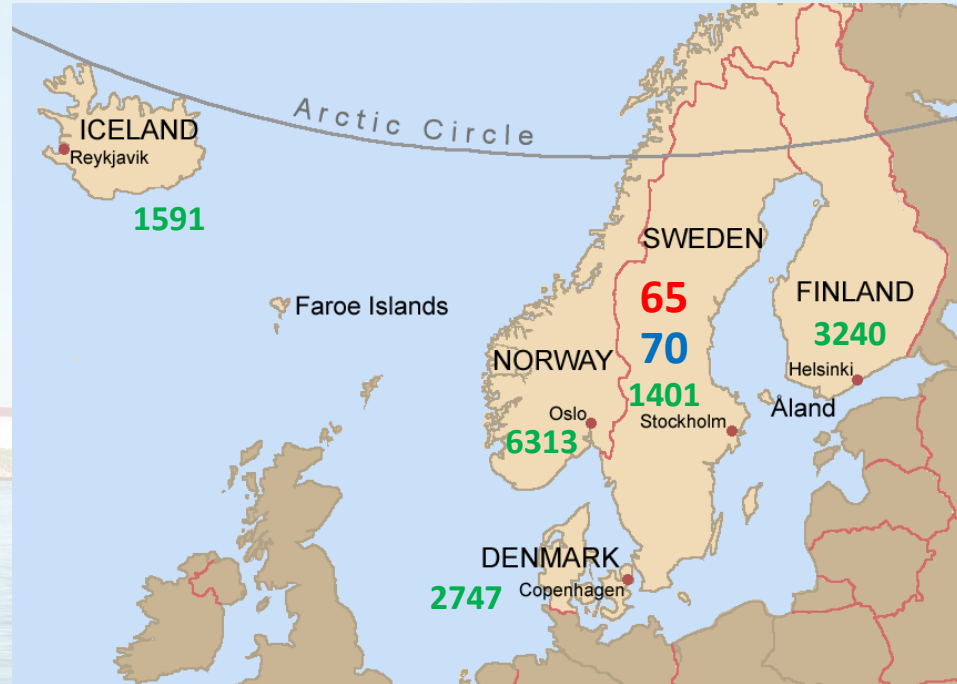 Arctic Circle
ICELAND
Reykjavik
1591
SWEDEN
65
70
1401
Stockholm
FINLAND
3240
Helsinki
Faroe Islands
NORWAY
Oslo
6313
Åland
DENMARK
Copenhagen
2747